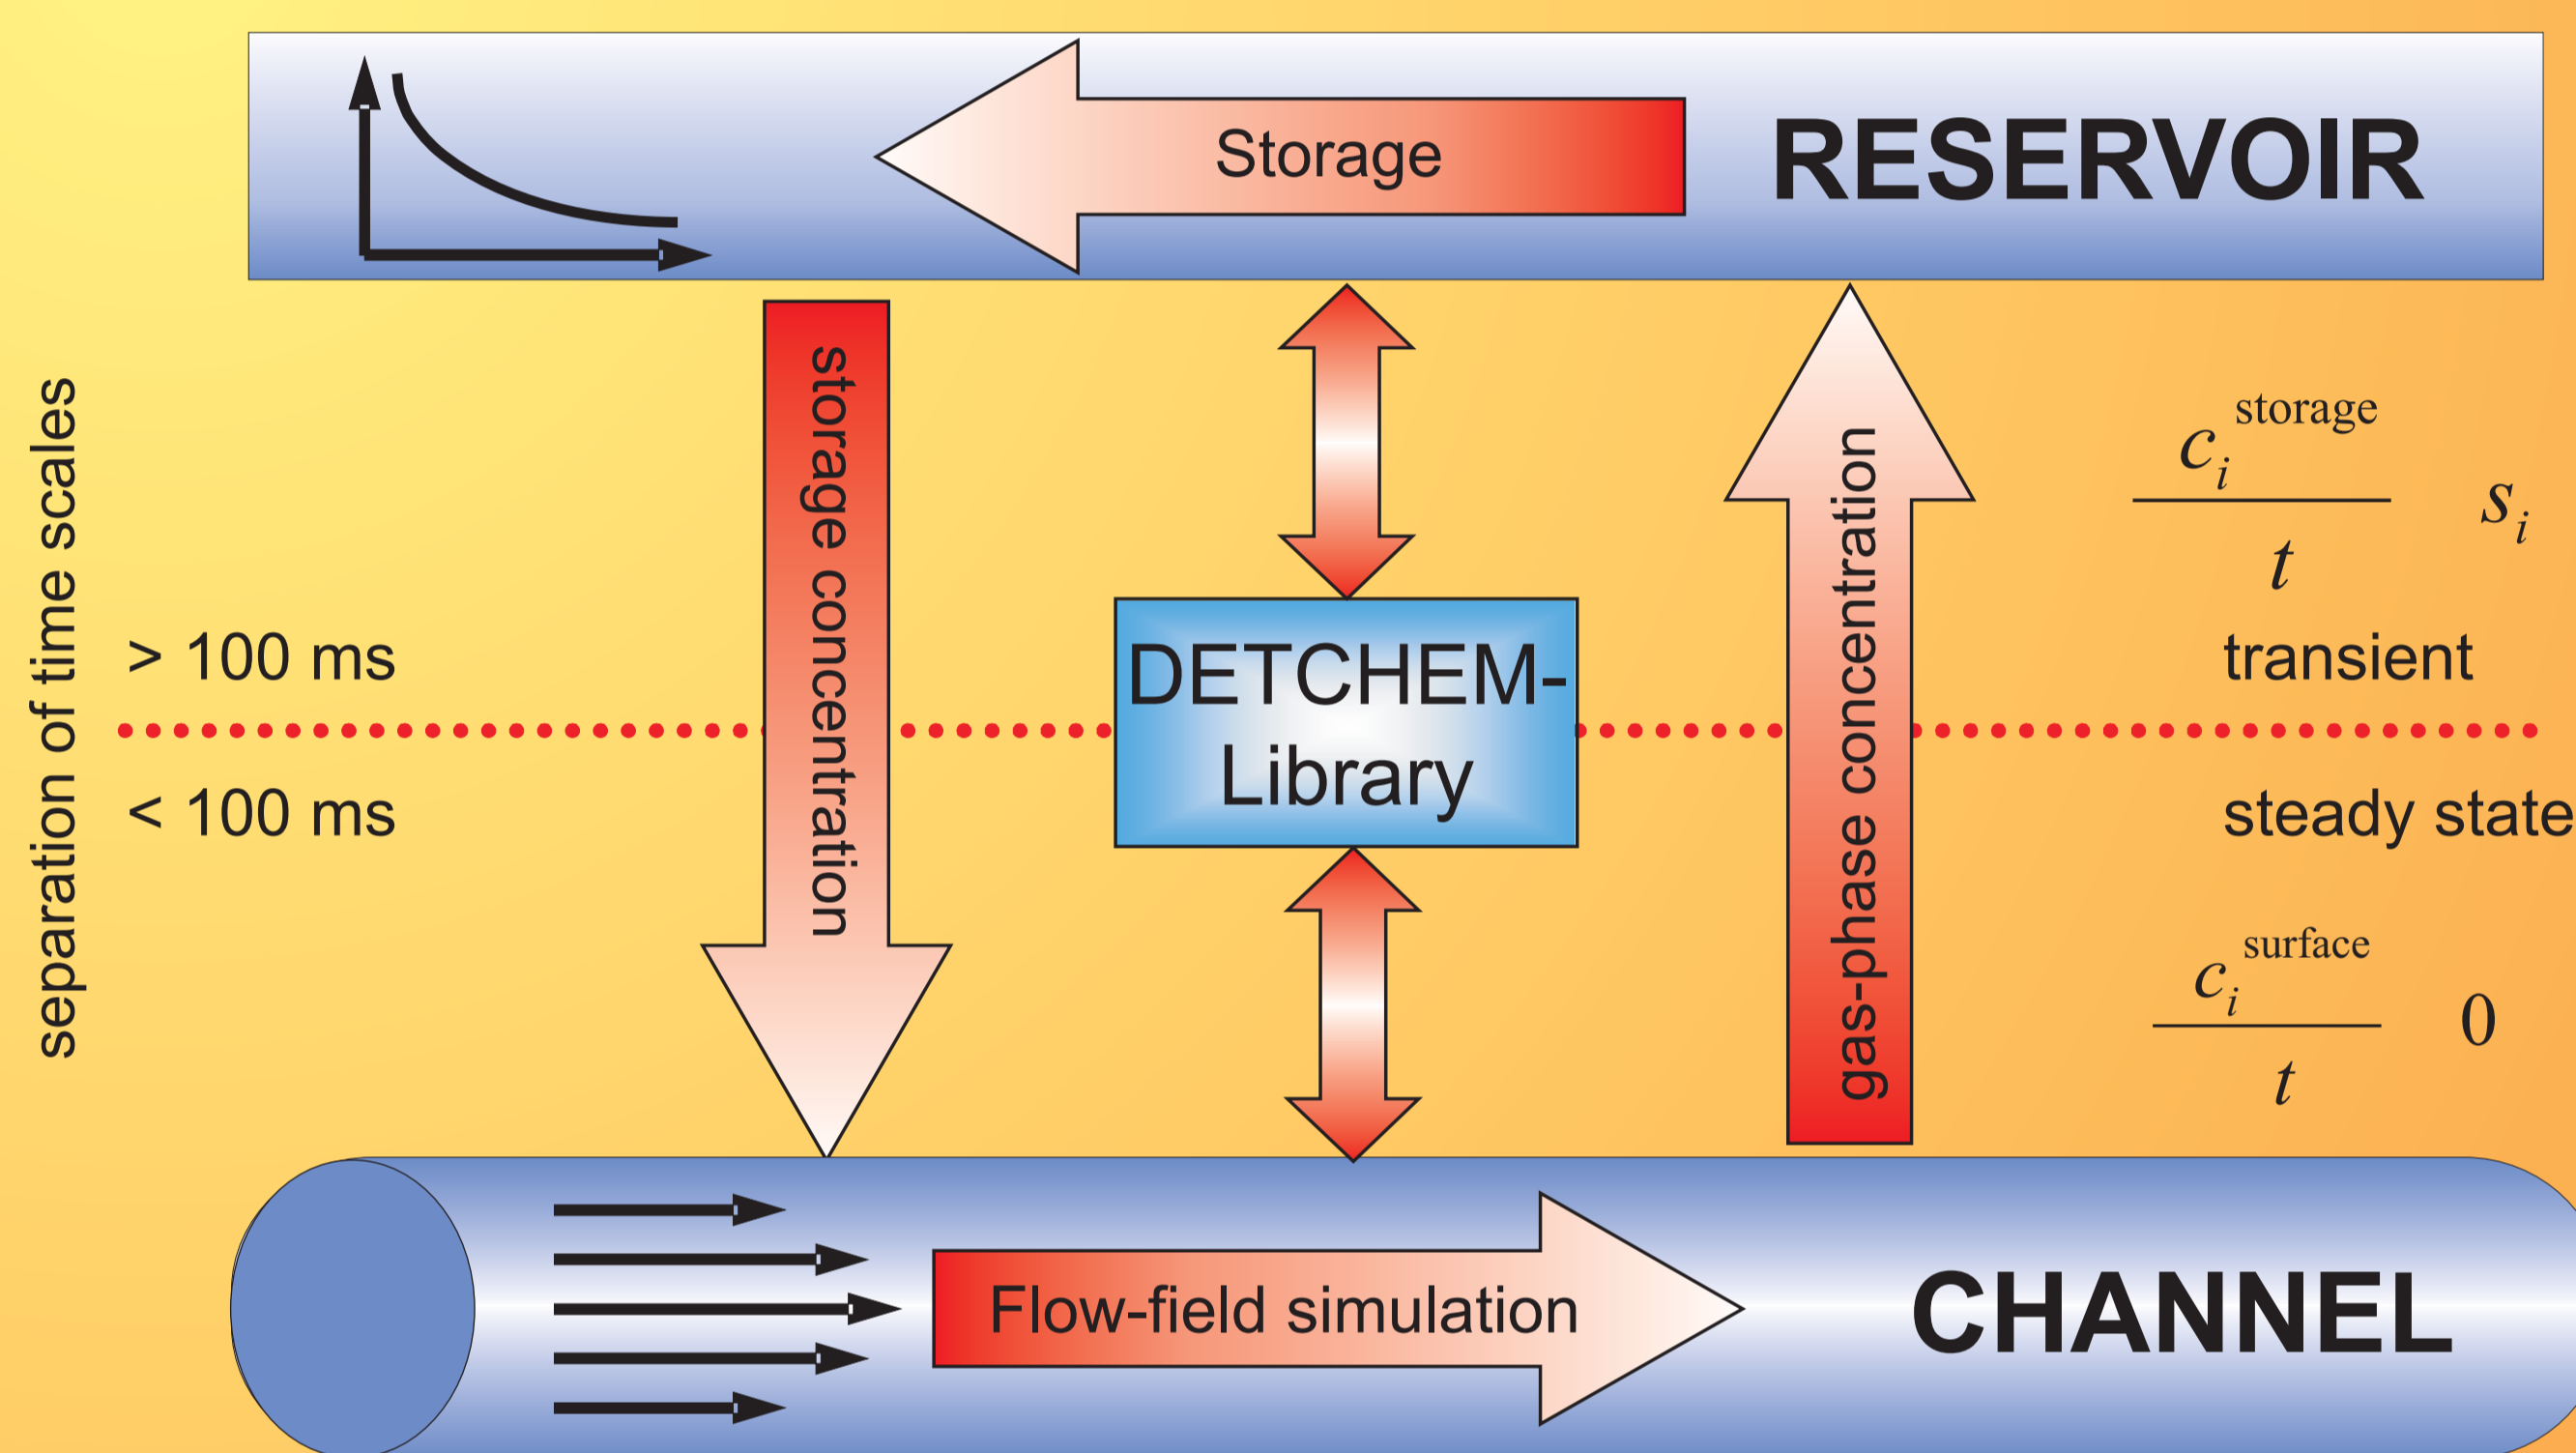 Storage
RESERVOIR
separation of time scales
storage concentration
gas-phase concentration
c_i^storage
t
s_i
> 100 ms
transient
DETCHEM-
Library
< 100 ms
steady state
c_i^surface
t
0
Flow-field simulation
CHANNEL